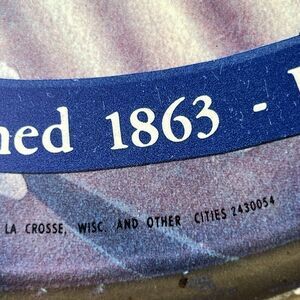 ned 1863 -
LA CROSSE, WISC. AND OTHER CITIES 2430054